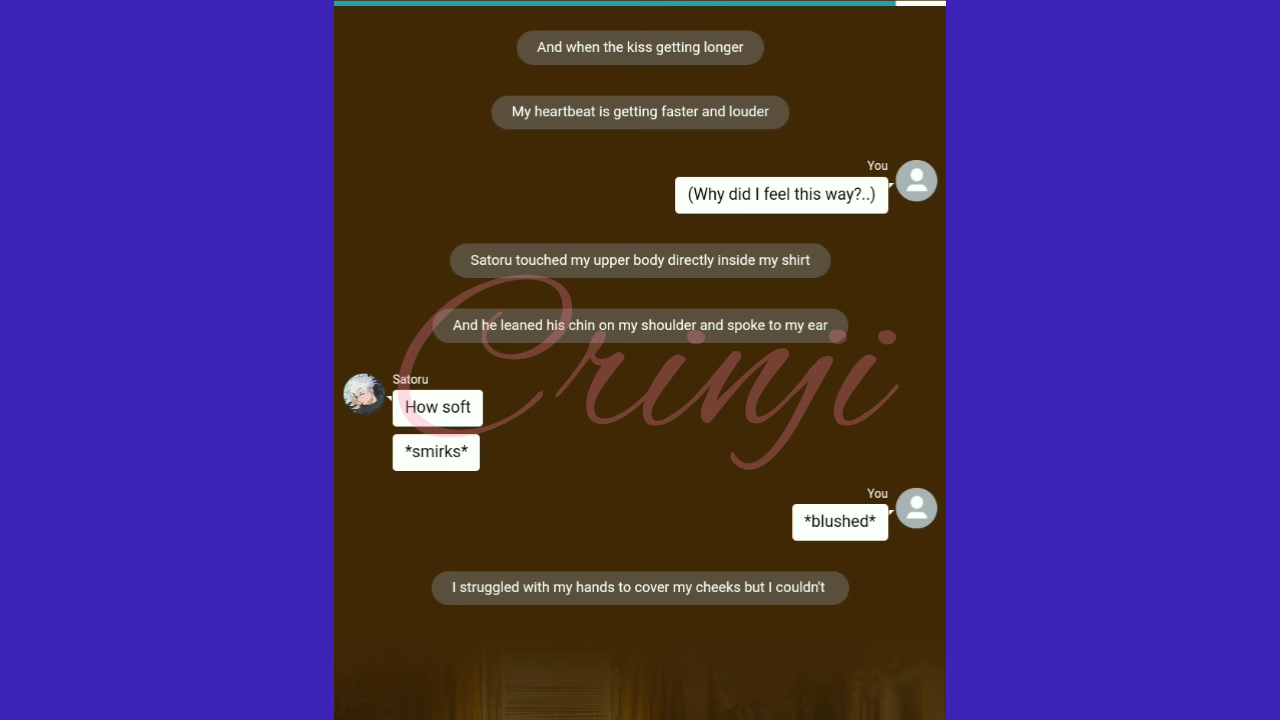 And when the kiss getting longer
My heartbeat is getting faster and louder
You
(Why did I feel this way?..)
Satoru touched my upper body directly inside my shirt
And he leaned his chin on my shoulder and spoke to my ear
Crinji
Satoru
How soft
*smirks*
You
*blushed*
I struggled with my hands to cover my cheeks but I couldn't